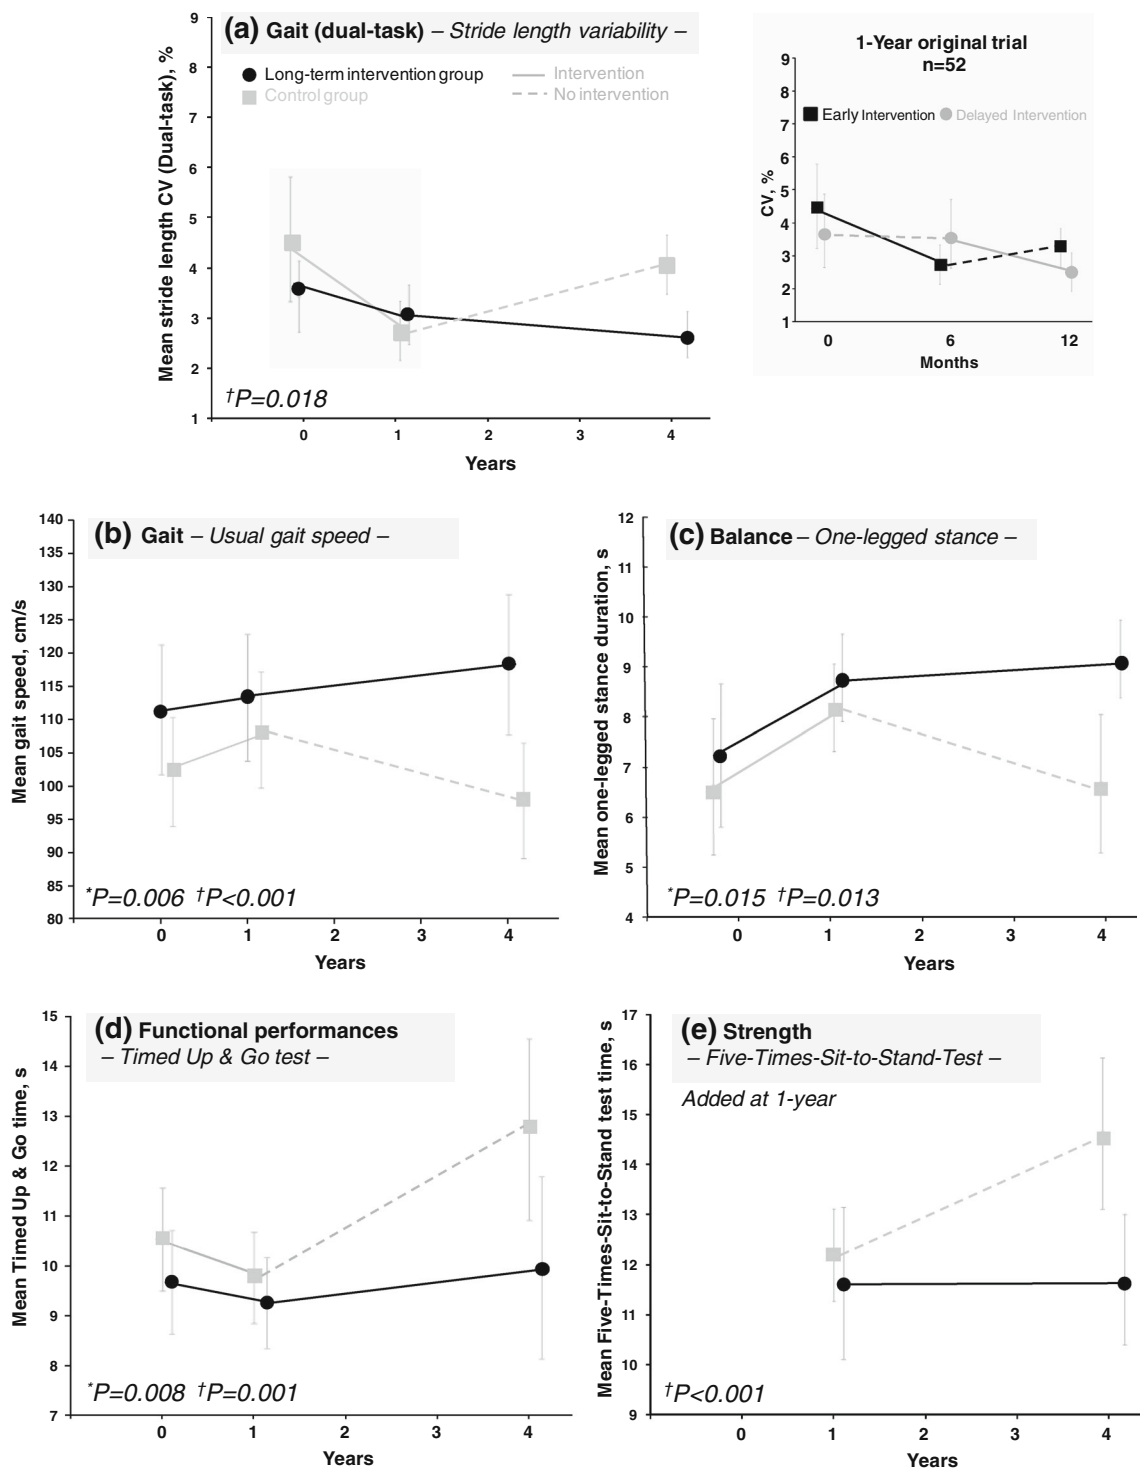 (a) Gait (dual-task) – Stride length variability –
Long-term intervention group
Control group
Intervention
No intervention
Mean stride length CV (Dual-task), %
9
8
7
6
5
4
3
2
1
†P=0.018
0 1 2 3 4
Years
1-Year original trial
n=52
Early Intervention
Delayed Intervention
CV, %
9
8
7
6
5
4
3
2
1
0 6 12
Months
(b) Gait – Usual gait speed –
Mean gait speed, cm/s
140
135
130
125
120
115
110
105
100
95
90
85
80
*P=0.006 †P<0.001
0 1 2 3 4
Years
(c) Balance – One-legged stance –
Mean one-legged stance duration, s
12
11
10
9
8
7
6
5
4
*P=0.015 †P=0.013
0 1 2 3 4
Years
(d) Functional performances
– Timed Up & Go test –
Mean Timed Up & Go time, s
15
14
13
12
11
10
9
8
7
*P=0.008 †P=0.001
0 1 2 3 4
Years
(e) Strength
– Five-Times-Sit-to-Stand-Test –
Added at 1-year
Mean Five-Times-Sit-to-Stand test time, s
17
16
15
14
13
12
11
10
9
†P<0.001
0 1 2 3 4
Years